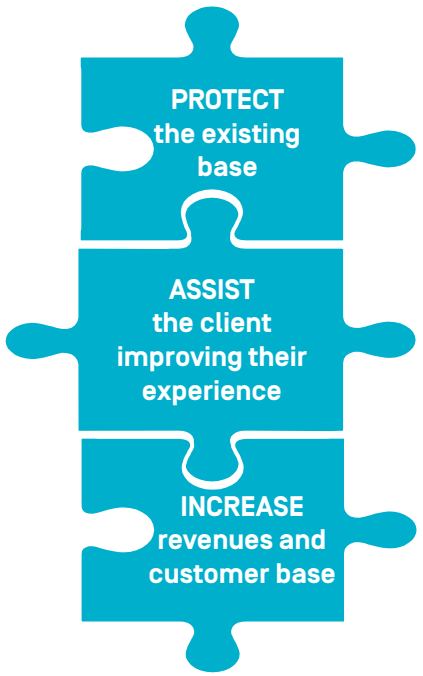 PROTECT
the existing
base
ASSIST
the client
improving their
experience
INCREASE
revenues and
customer base